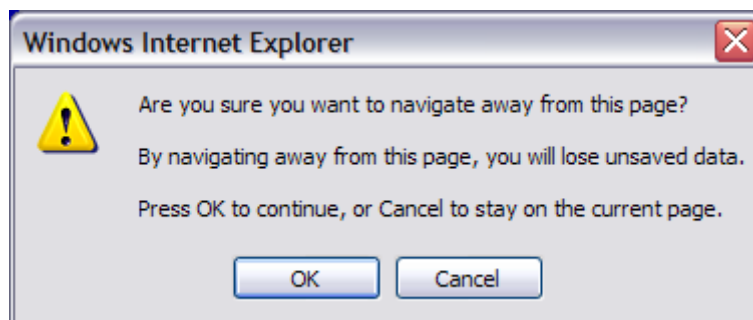 Windows Internet Explorer
Are you sure you want to navigate away from this page?
By navigating away from this page, you will lose unsaved data.
Press OK to continue, or Cancel to stay on the current page.
OK Cancel